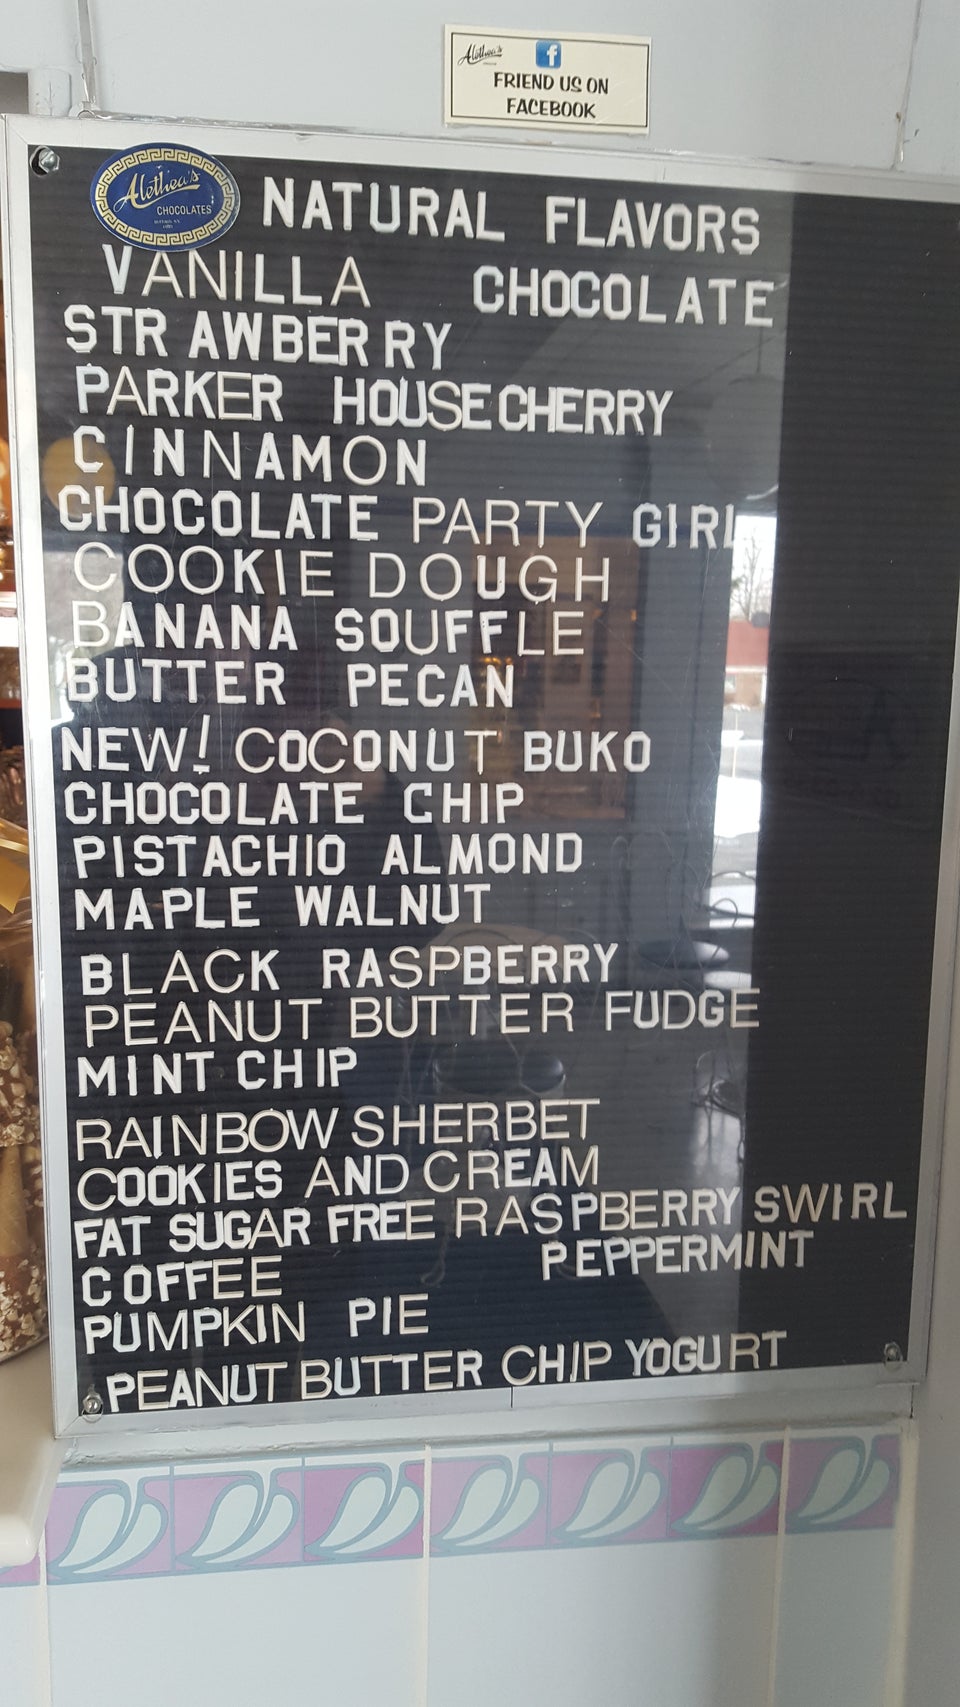 Alethea's
f
FRIEND US ON
FACEBOOK
Alethea's
CHOCOLATES
NATURAL FLAVORS
VANILLA CHOCOLATE
STRAWBERRY
PARKER HOUSE CHERRY
CINNAMON
CHOCOLATE PARTY GIRL
COOKIE DOUGH
BANANA SOUFFLE
BUTTER PECAN
NEW! COCONUT BUKO
CHOCOLATE CHIP
PISTACHIO ALMOND
MAPLE WALNUT
BLACK RASPBERRY
PEANUT BUTTER FUDGE
MINT CHIP
RAINBOW SHERBET
COOKIES AND CREAM
FAT SUGAR FREE RASPBERRY SWIRL
COFFEE PEPPERMINT
PUMPKIN PIE
PEANUT BUTTER CHIP YOGURT